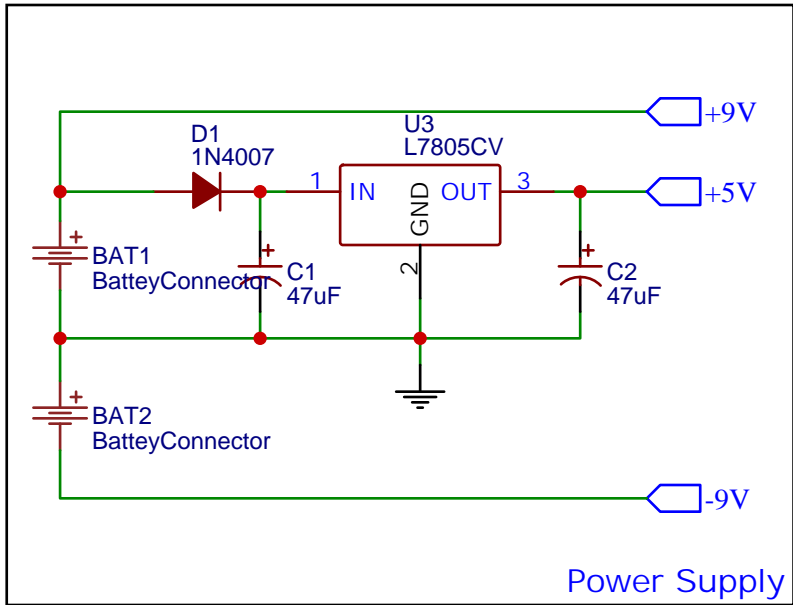 +9V
D1
1N4007
U3
L7805CV
1
IN
GND
OUT
3
+5V
2
+
BAT1
BatteyConnector
+
C1
47uF
+
C2
47uF
+
BAT2
BatteyConnector
-9V
Power Supply